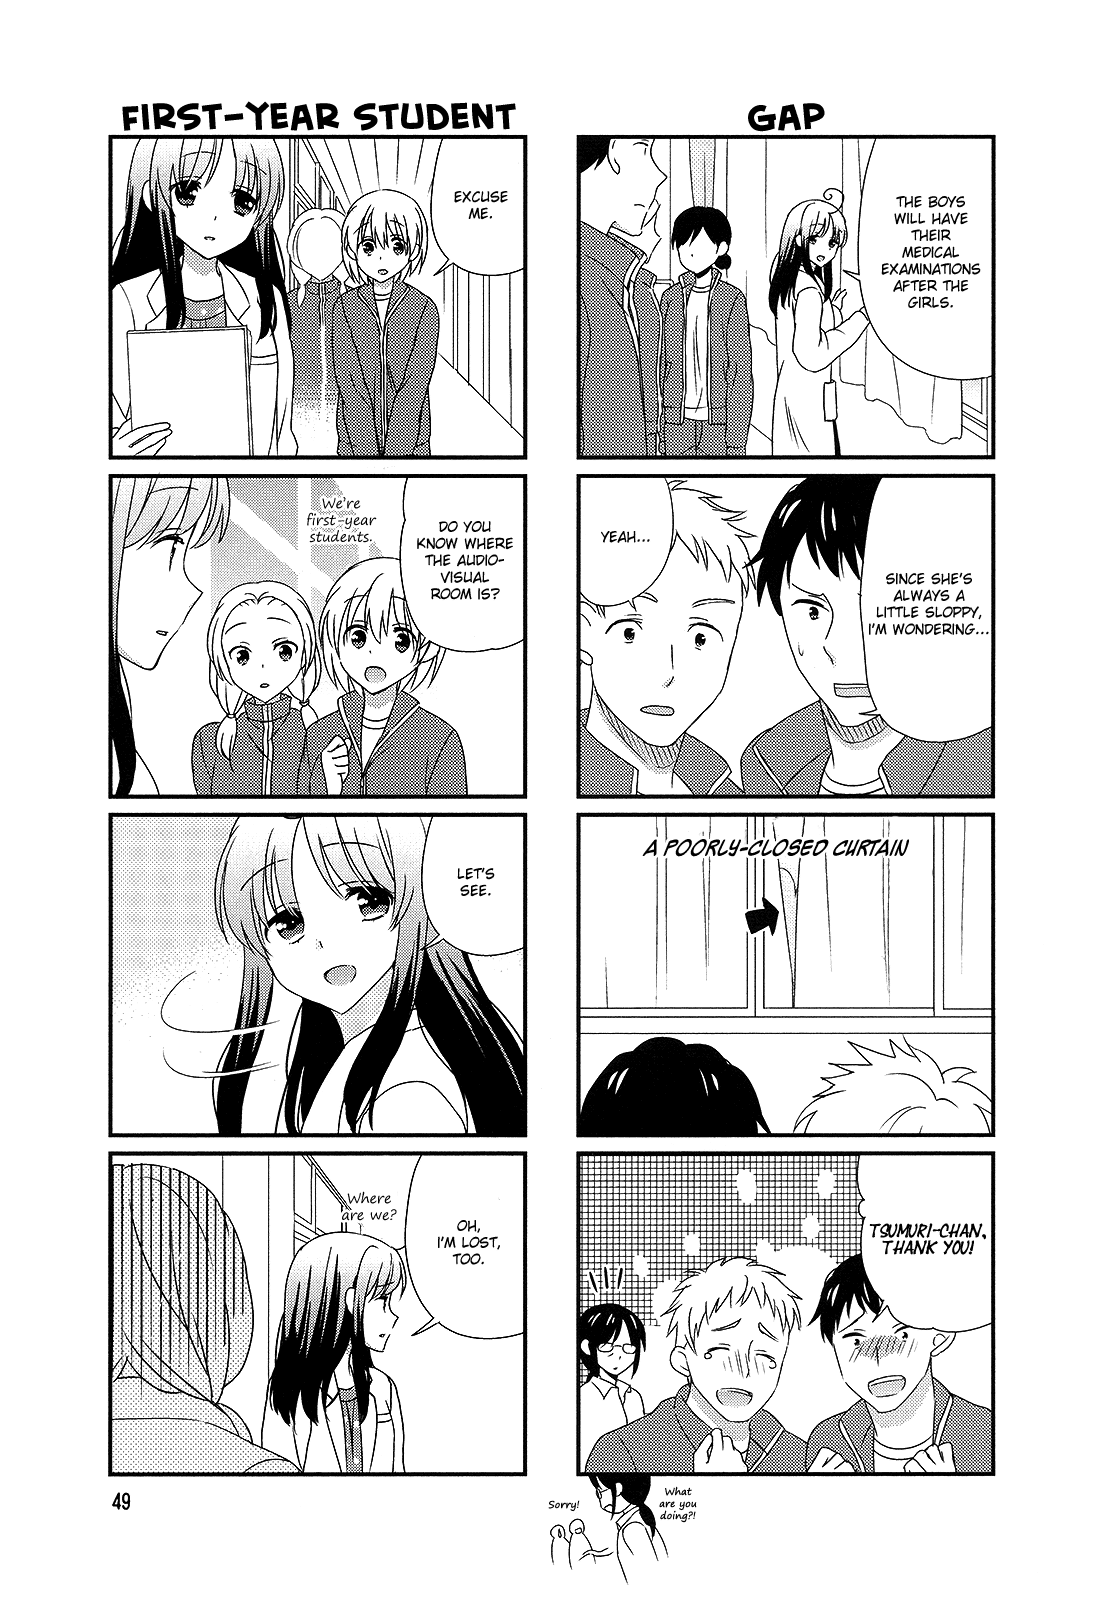 GAP
THE BOYS
WILL HAVE
THEIR
MEDICAL
EXAMINATIONS
AFTER THE
GIRLS.
SINCE SHE'S
ALWAYS A
LITTLE SLOPPY,
I'M WONDERING...
YEAH...
A POORLY-CLOSED CURTAIN
TSUMURI-CHAN,
THANK YOU!
What
are you
doing?!
Sorry!
FIRST-YEAR STUDENT
EXCUSE
ME.
DO YOU
KNOW WHERE
THE AUDIO-
VISUAL
ROOM IS?
We're
first-year
students.
LET'S
SEE.
OH,
I'M LOST,
TOO.
Where
are we?
49